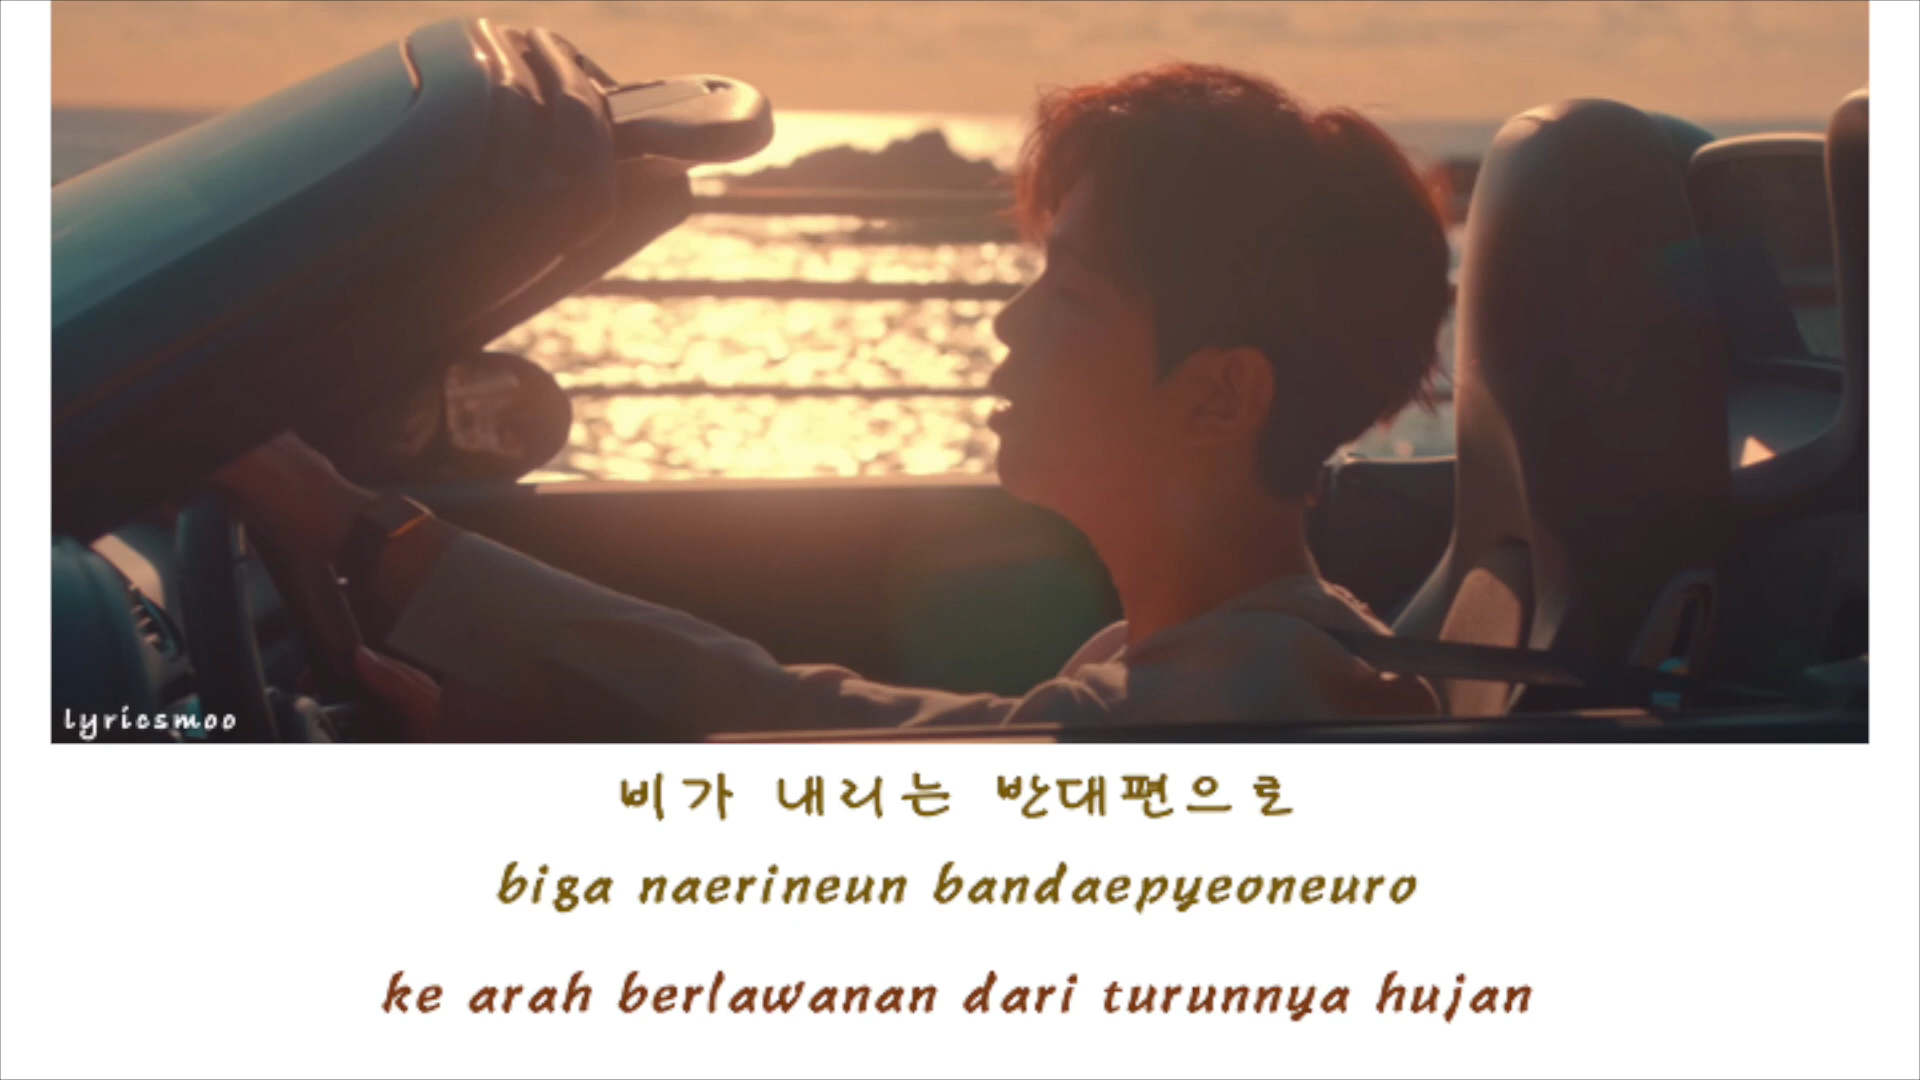 lyricsmoo
비가 내리는 반대편으로
biga naerineun bandaepyeoneuro
ke arah berlawanan dari turunnya hujan